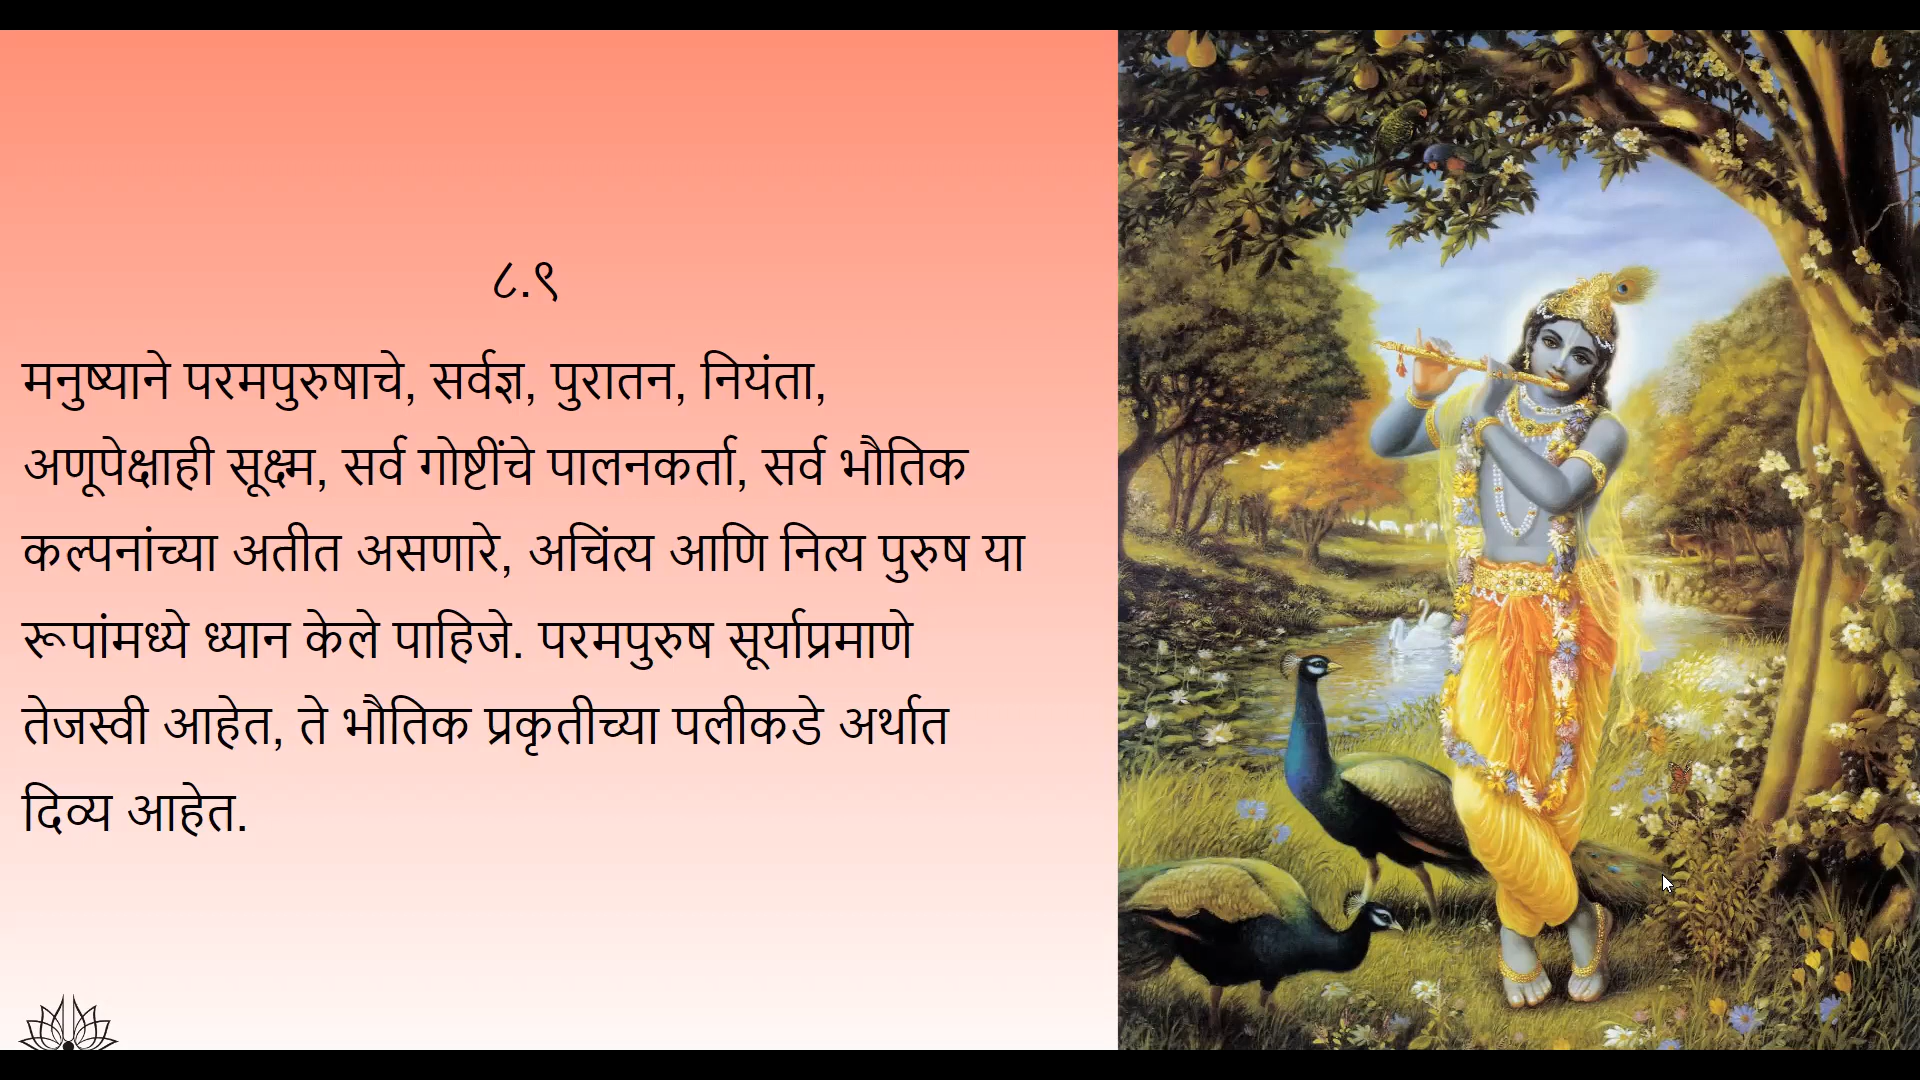 ८.९
मनुष्याने परमपुरुषाचे, सर्वज्ञ, पुरातन, नियंता,
अणूपेक्षाही सूक्ष्म, सर्व गोष्टींचे पालनकर्ता, सर्व भौतिक
कल्पनांच्या अतीत असणारे, अचिंत्य आणि नित्य पुरुष या
रूपांमध्ये ध्यान केले पाहिजे. परमपुरुष सूर्याप्रमाणे
तेजस्वी आहेत, ते भौतिक प्रकृतीच्या पलीकडे अर्थात
दिव्य आहेत.